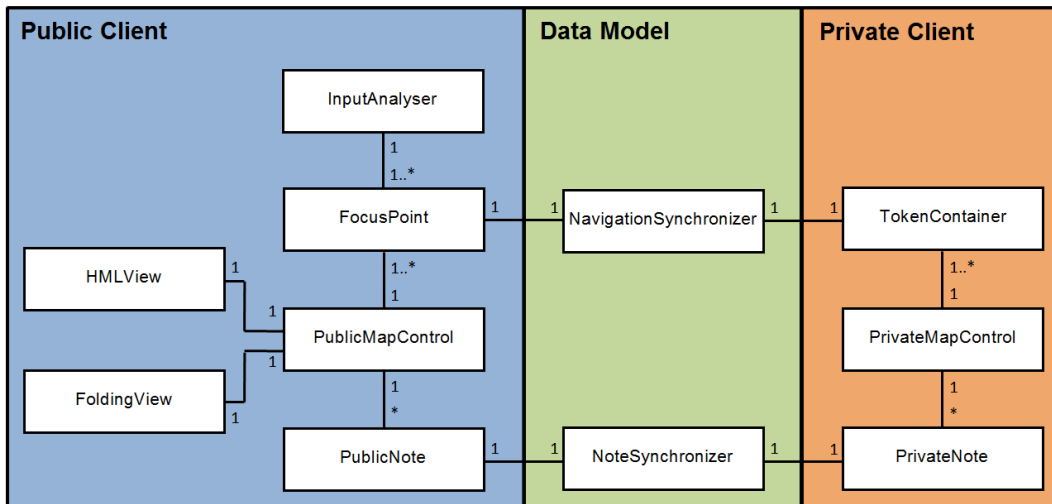 Public Client
Data Model
Private Client
InputAnalyser
1
1..*
FocusPoint
1
1
NavigationSynchronizer
1
1
TokenContainer
1..*
1
1..*
1
HMLView
1
1
PublicMapControl
1
PrivateMapControl
FoldingView
1
1
*
1
*
PublicNote
1
1
NoteSynchronizer
1
1
PrivateNote